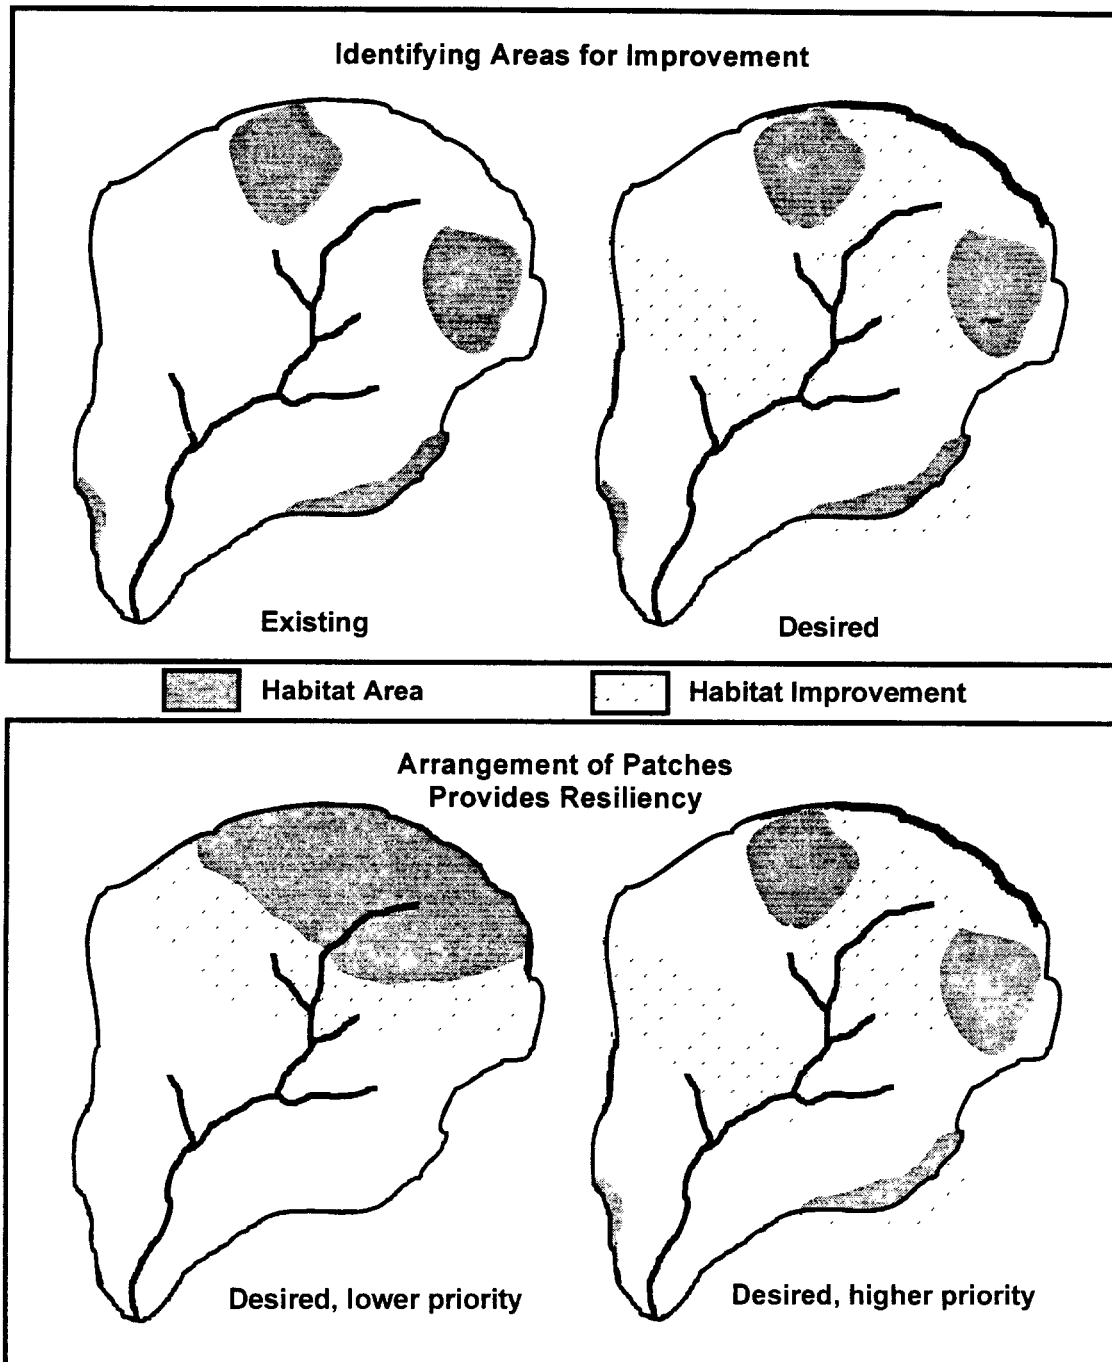 Identifying Areas for Improvement
Existing
Desired
Habitat Area
Habitat Improvement
Arrangement of Patches
Provides Resiliency
Desired, lower priority
Desired, higher priority